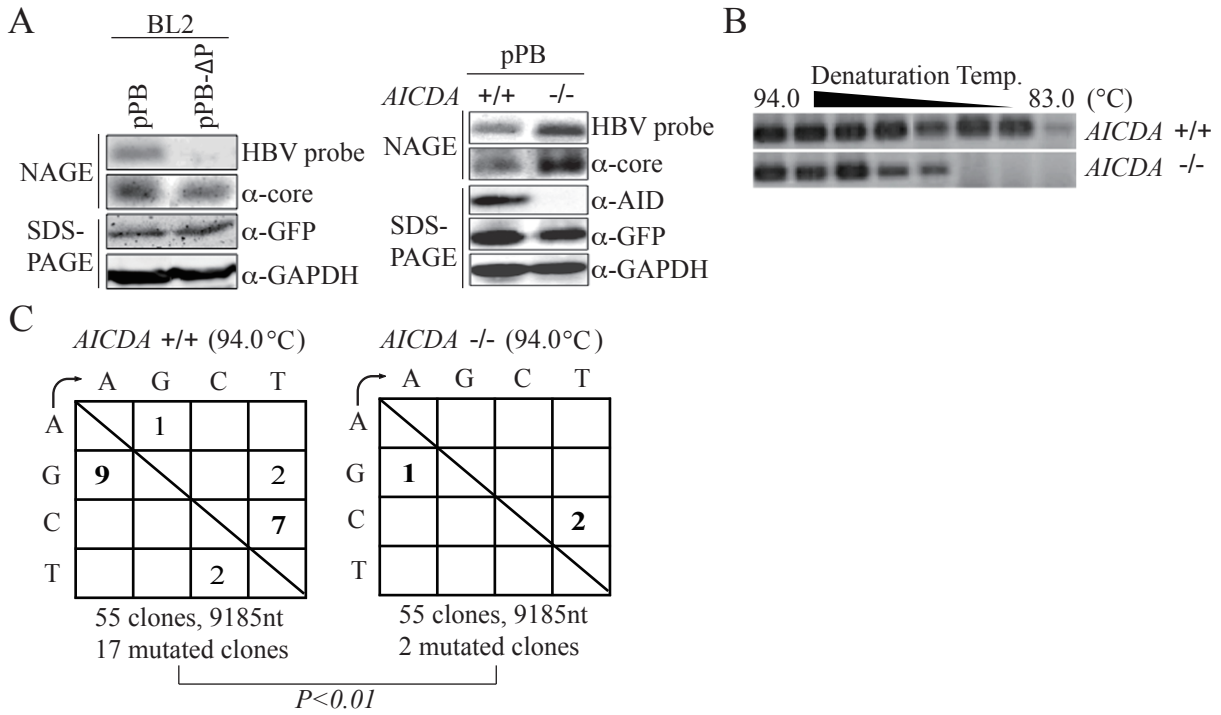 A
BL2
pPB
pPB-ΔP
NAGE
HBV probe
α-core
SDS-
PAGE
α-GFP
α-GAPDH
pPB
AICDA +/+ -/-
NAGE
HBV probe
α-core
SDS-
PAGE
α-AID
α-GFP
α-GAPDH
B
Denaturation Temp.
94.0 83.0 (°C)
AICDA +/+
AICDA -/-
C
AICDA +/+ (94.0°C)
A G C T
A 1
G 9 2
C 7
T 2
55 clones, 9185nt
17 mutated clones
AICDA -/- (94.0°C)
A G C T
A
G 1
C 2
T
55 clones, 9185nt
2 mutated clones
P<0.01